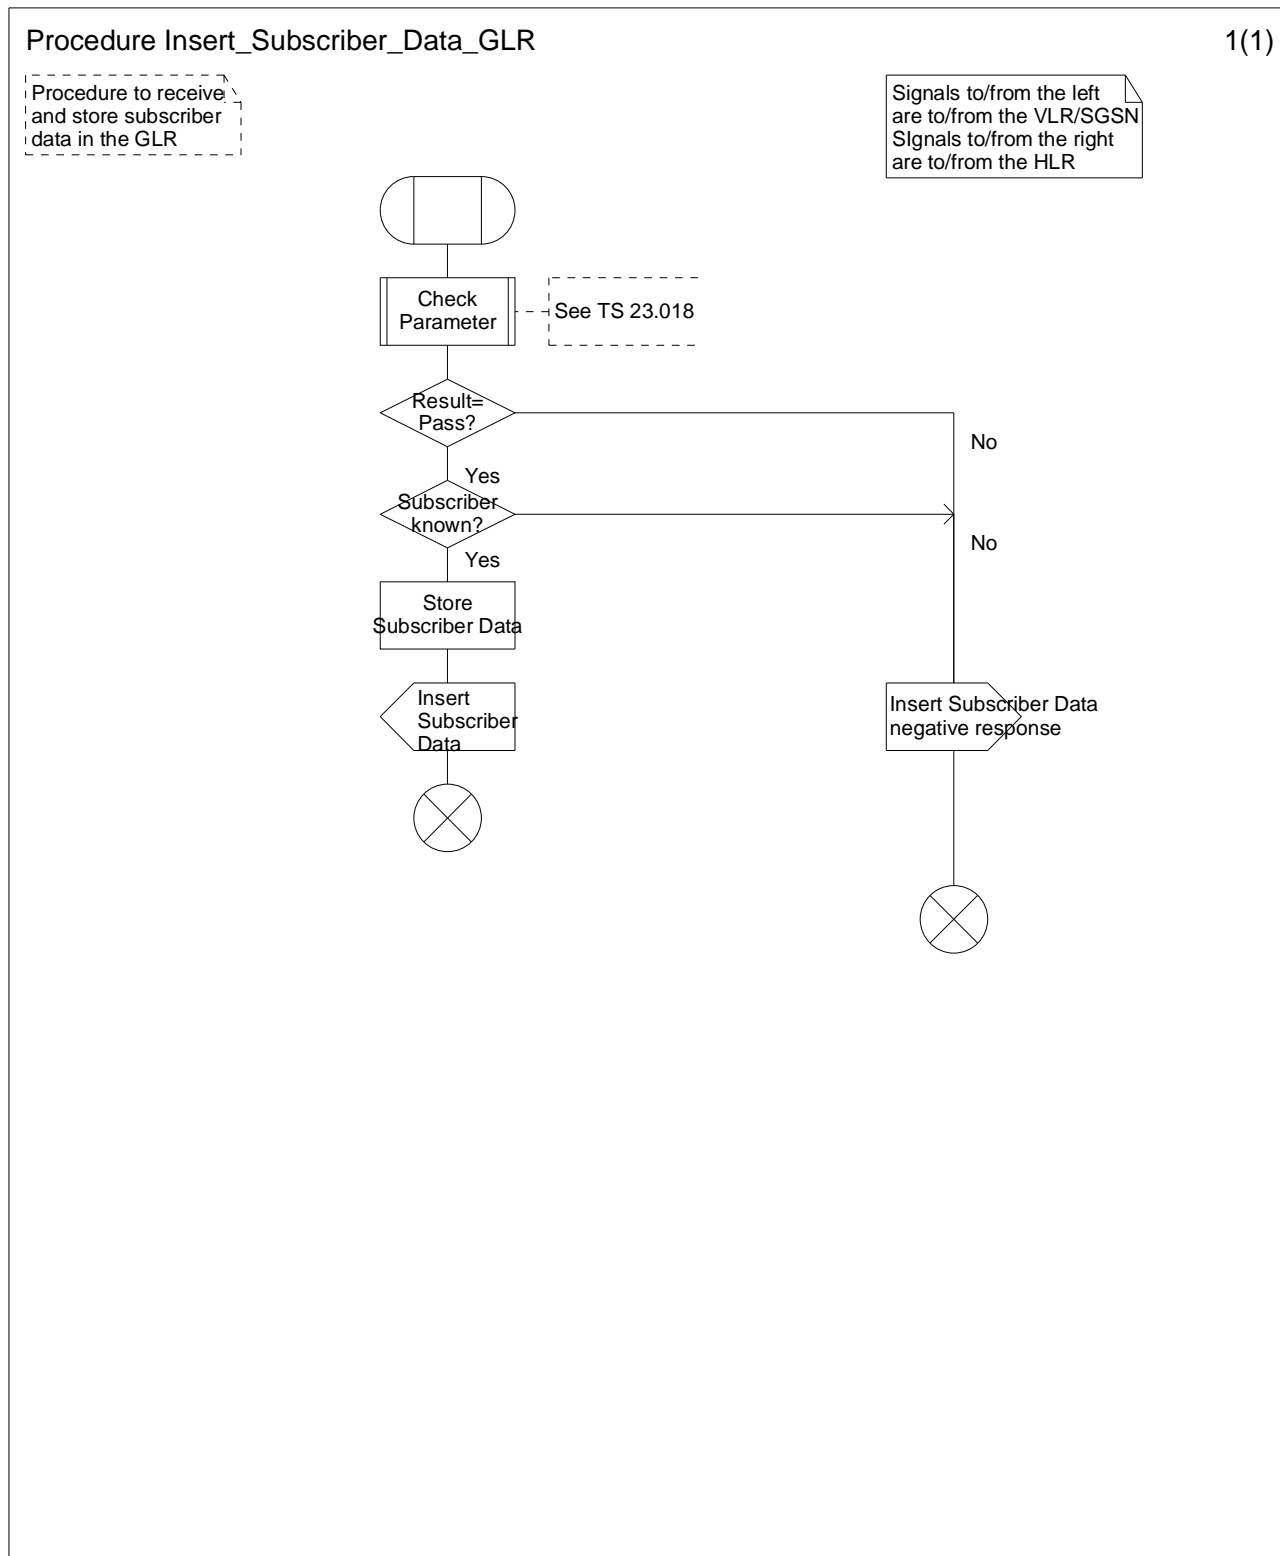 Procedure Insert_Subscriber_Data_GLR
1(1)
Procedure to receive
and store subscriber
data in the GLR
Signals to/from the left
are to/from the VLR/SGSN
SIgnals to/from the right
are to/from the HLR
Check
Parameter
See TS 23.018
Result=
Pass?
No
Yes
Subscriber
known?
No
Yes
Store
Subscriber Data
Insert
Subscriber
Data
Insert Subscriber Data
negative response